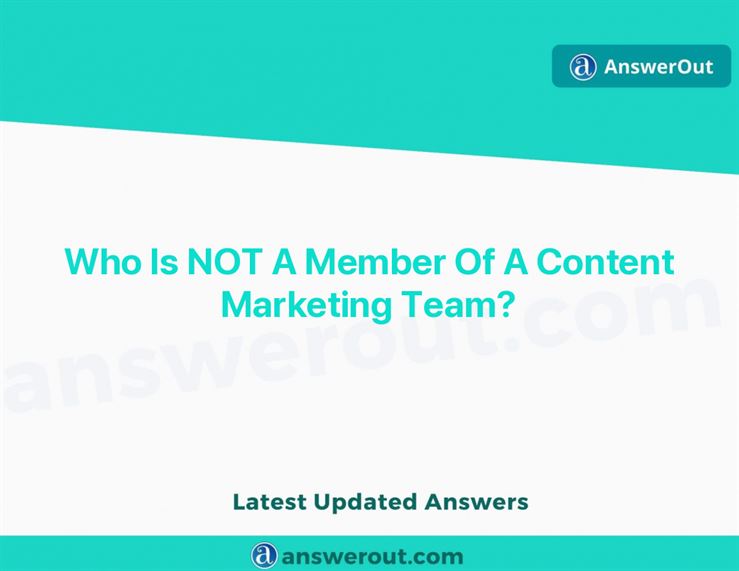 AnswerOut
Who Is NOT A Member Of A Content
Marketing Team?
answerout.com
Latest Updated Answers
answerout.com